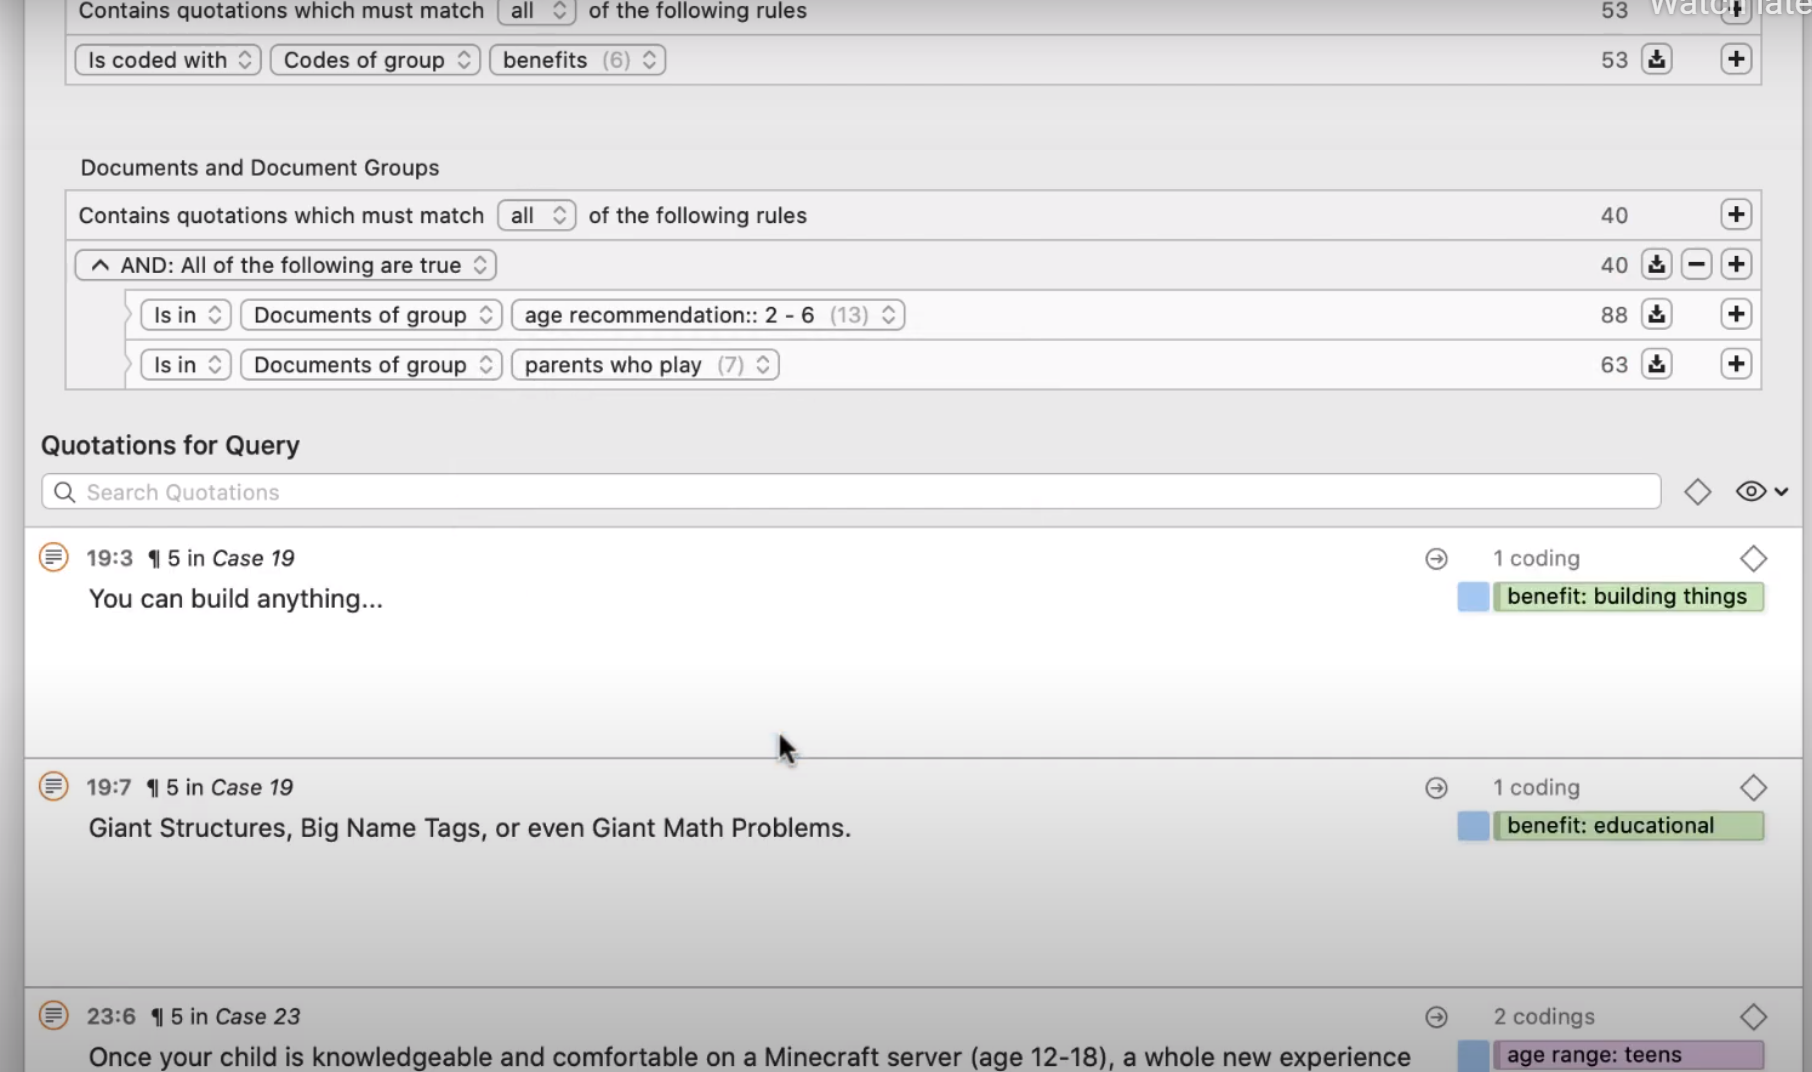 Contains quotations which must match all of the following rules 53
Watch later
Is coded with Codes of group benefits (6) 53
Documents and Document Groups
Contains quotations which must match all of the following rules 40
AND: All of the following are true 40
Is in Documents of group age recommendation:: 2 - 6 (13) 88
Is in Documents of group parents who play (7) 63
Quotations for Query
Search Quotations
19:3 ¶ 5 in Case 19 1 coding
You can build anything... benefit: building things
19:7 ¶ 5 in Case 19 1 coding
Giant Structures, Big Name Tags, or even Giant Math Problems. benefit: educational
23:6 ¶ 5 in Case 23 2 codings
Once your child is knowledgeable and comfortable on a Minecraft server (age 12-18), a whole new experience age range: teens